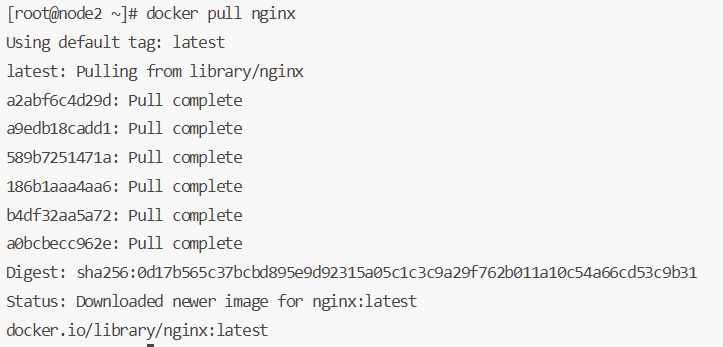 [root@node2 ~]# docker pull nginx
Using default tag: latest
latest: Pulling from library/nginx
a2abf6c4d29d: Pull complete
a9edb18cadd1: Pull complete
589b7251471a: Pull complete
186b1aaa4aa6: Pull complete
b4df32aa5a72: Pull complete
a0bcbecc962e: Pull complete
Digest: sha256:0d17b565c37bcbd895e9d92315a05c1c3c9a29f762b011a10c54a66cd53c9b31
Status: Downloaded newer image for nginx:latest
docker.io/library/nginx:latest